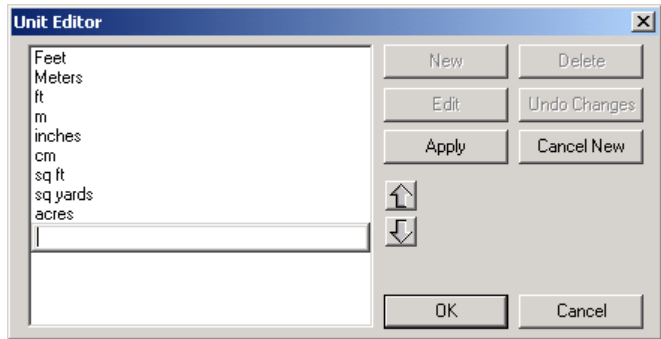 Unit Editor
Feet
Meters
ft
m
inches
cm
sq ft
sq yards
acres
New
Delete
Edit
Undo Changes
Apply
Cancel New
OK
Cancel